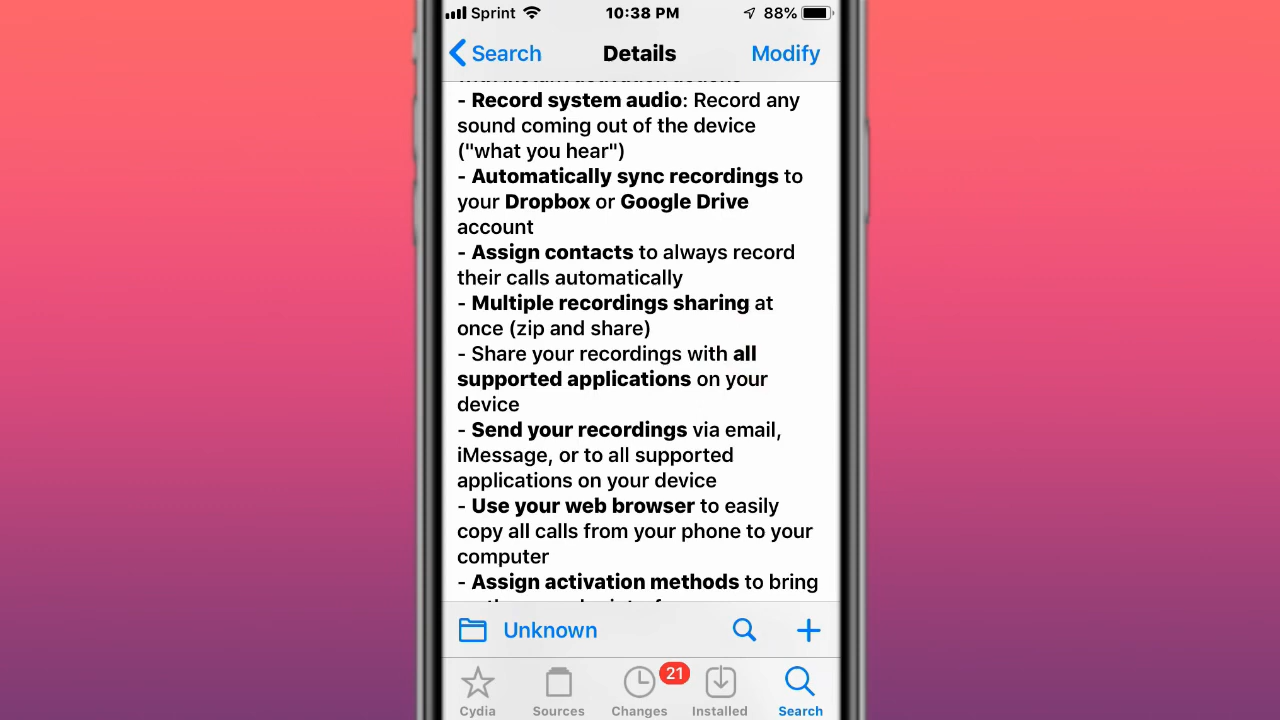 Sprint 10:38 PM 88%
Search Details Modify
- Record system audio: Record any
sound coming out of the device
("what you hear")
- Automatically sync recordings to
your Dropbox or Google Drive
account
- Assign contacts to always record
their calls automatically
- Multiple recordings sharing at
once (zip and share)
- Share your recordings with all
supported applications on your
device
- Send your recordings via email,
iMessage, or to all supported
applications on your device
- Use your web browser to easily
copy all calls from your phone to your
computer
- Assign activation methods to bring
Unknown
21
Cydia Sources Changes Installed Search